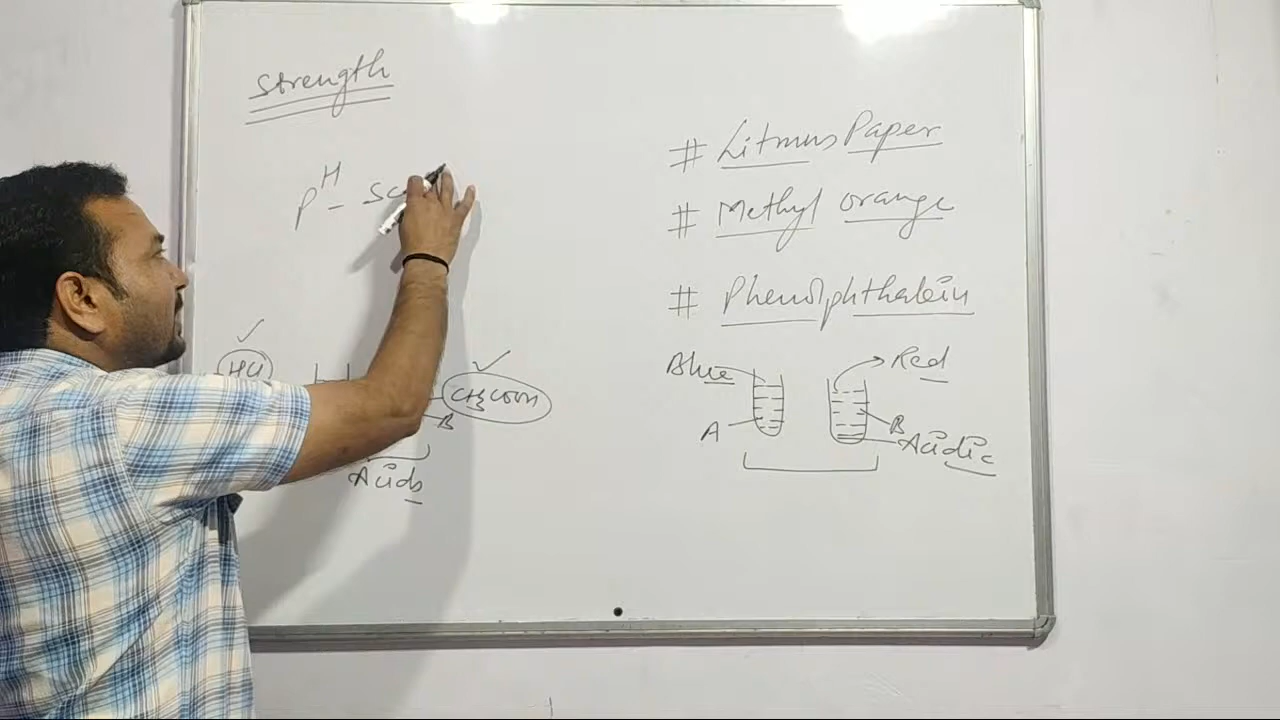 Strength
pH - Sc
HCl
CH3COOH
B
Acids
# Litmus Paper
# Methyl orange
# Phenolphthalein
Blue
Red
A
B
Acidic